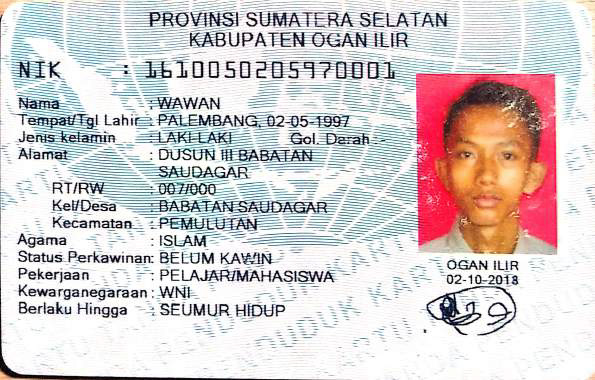 PROVINSI SUMATERA SELATAN
KABUPATEN OGAN ILIR
NIK : 1610050205970001
Nama : WAWAN
Tempat/Tgl Lahir : PALEMBANG, 02-05-1997
Jenis kelamin : LAKI-LAKI Gol. Darah :
Alamat : DUSUN III BABATAN
SAUDAGAR
RT/RW : 007/000
Kel/Desa : BABATAN SAUDAGAR
Kecamatan : PEMULUTAN
Agama : ISLAM
Status Perkawinan: BELUM KAWIN
Pekerjaan : PELAJAR/MAHASISWA
Kewarganegaraan : WNI
Berlaku Hingga : SEUMUR HIDUP
OGAN ILIR
02-10-2018